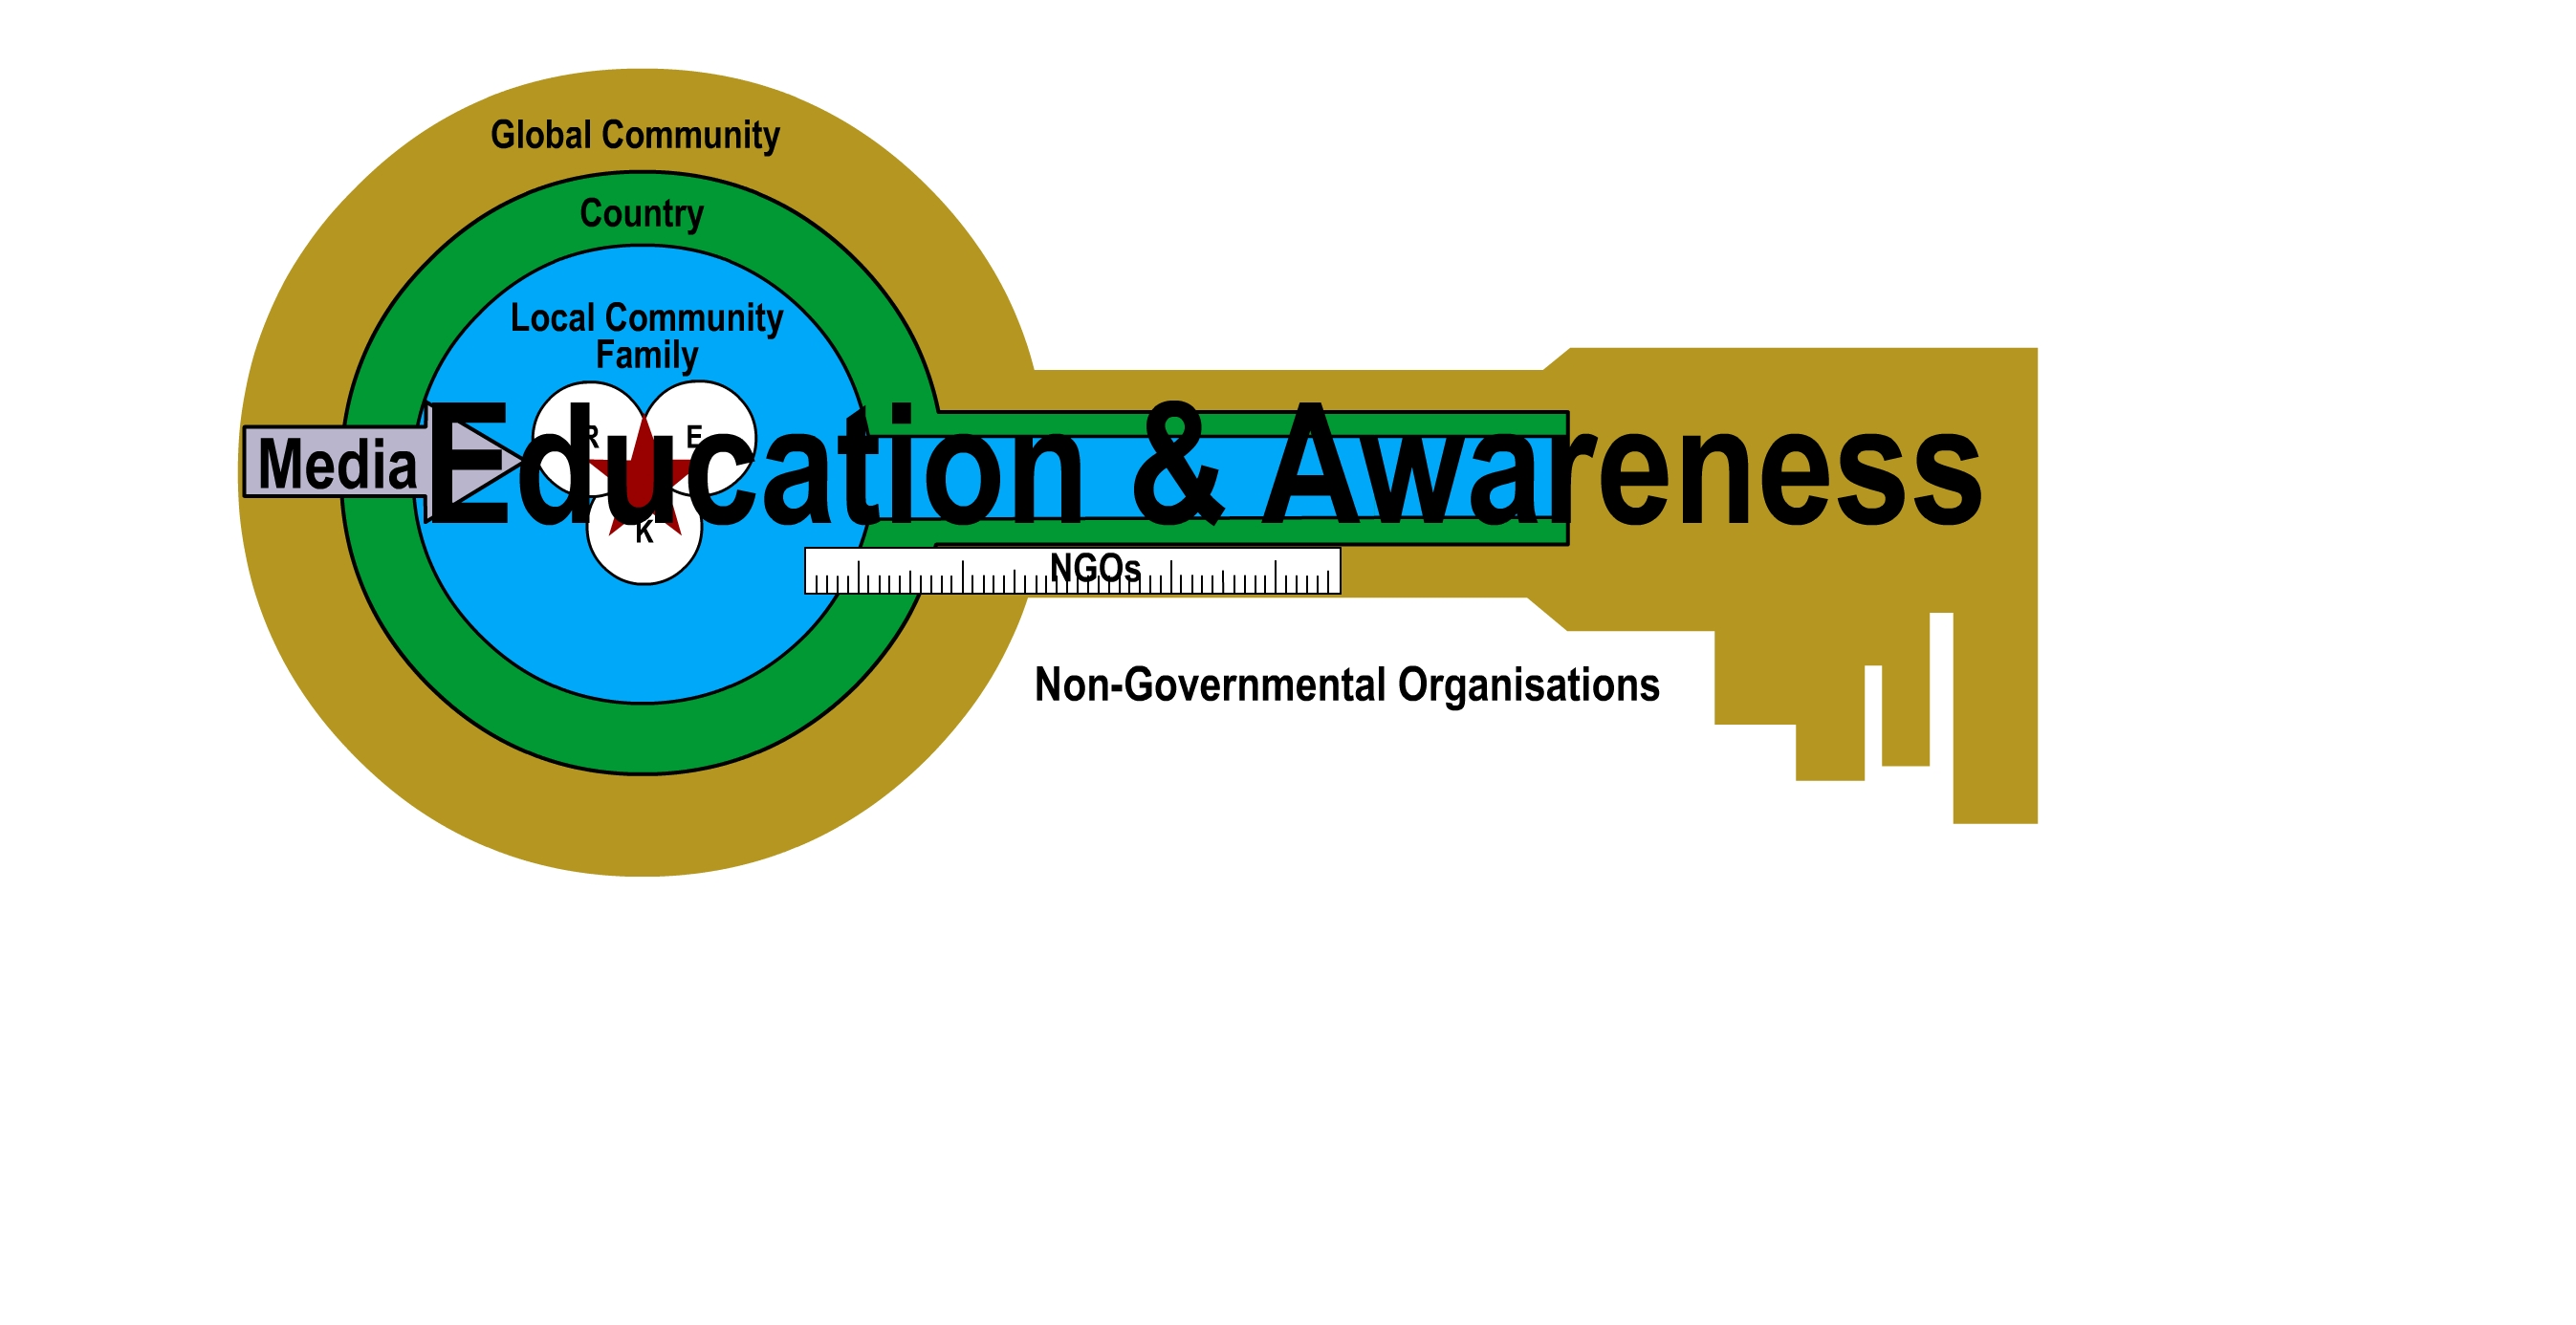 Global Community
Country
Local Community
Family
R
E
Media
Education & Awareness
K
NGOs
Non-Governmental Organisations